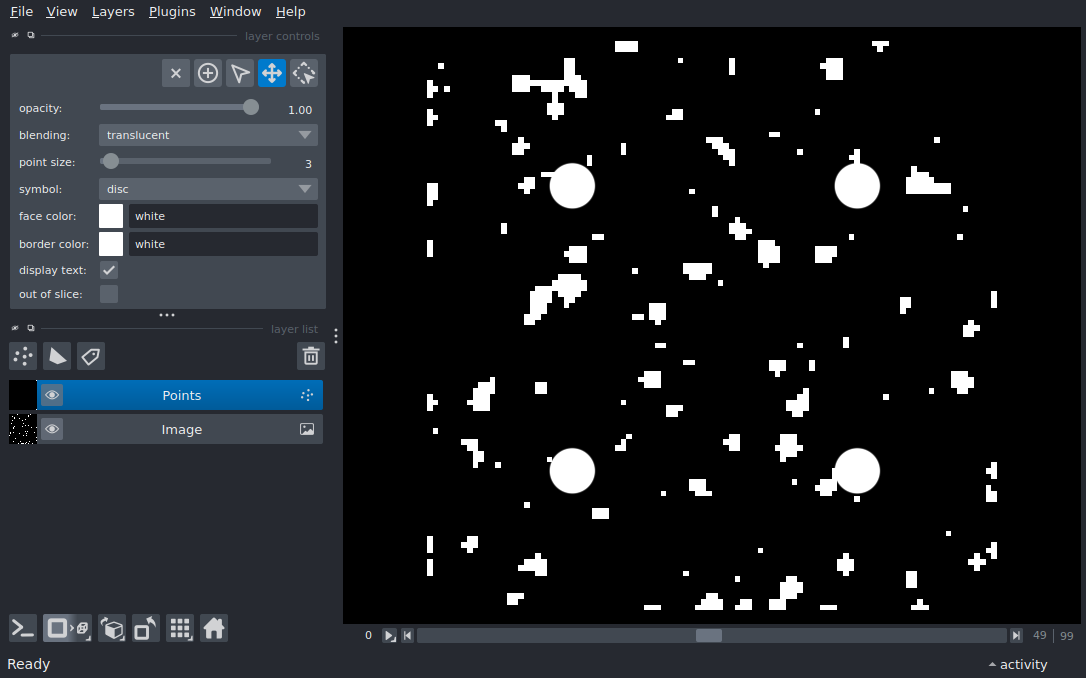 File View Layers Plugins Window Help
layer controls
opacity: 1.00
blending: translucent
point size: 3
symbol: disc
face color: white
border color: white
display text:
out of slice:
layer list
Points
Image
0 49 99
Ready activity